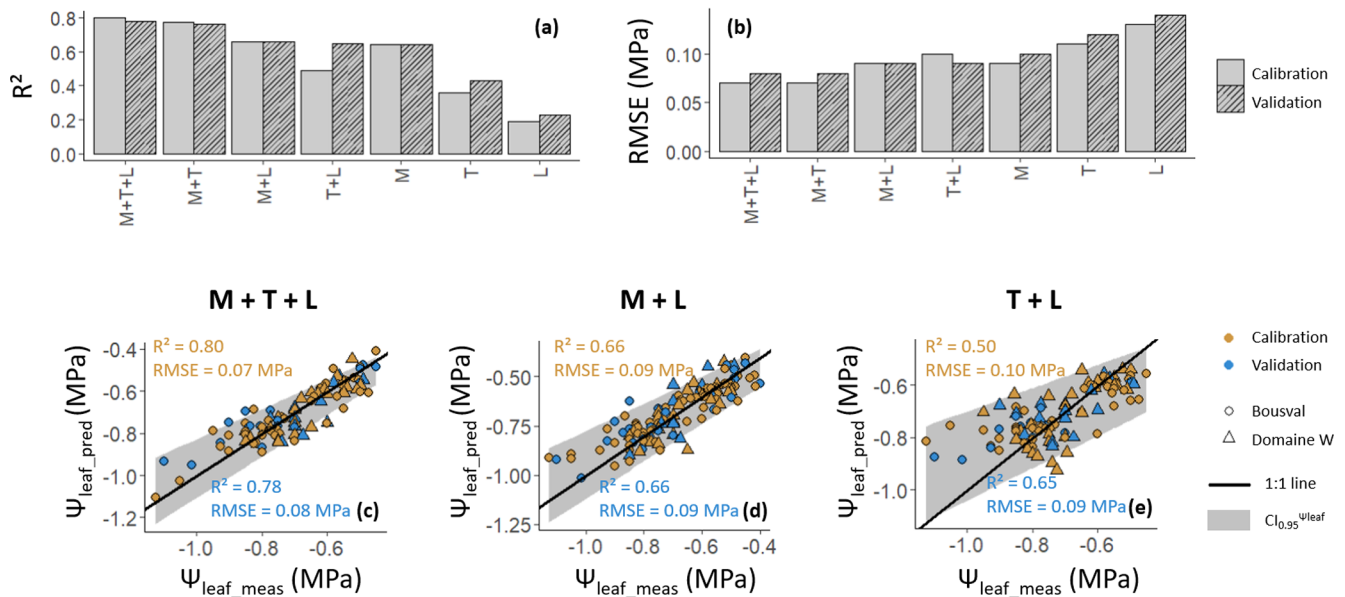 (a)
R²
0.8
0.6
0.4
0.2
0.0
M+T+L
M+T
M+L
T+L
M
T
L
(b)
RMSE (MPa)
0.10
0.05
0.00
M+T+L
M+T
M+L
T+L
M
T
L
Calibration
Validation
M + T + L
Ψleaf_pred (MPa)
-0.4
-0.6
-0.8
-1.0
-1.2
R² = 0.80
RMSE = 0.07 MPa
R² = 0.78
RMSE = 0.08 MPa (c)
-1.0 -0.8 -0.6
Ψleaf_meas (MPa)
M + L
Ψleaf_pred (MPa)
-0.50
-0.75
-1.00
-1.25
R² = 0.66
RMSE = 0.09 MPa
R² = 0.66
RMSE = 0.09 MPa (d)
-1.0 -0.8 -0.6 -0.4
Ψleaf_meas (MPa)
T + L
Ψleaf_pred (MPa)
-0.6
-0.8
-1.0
R² = 0.50
RMSE = 0.10 MPa
R² = 0.65
RMSE = 0.09 MPa (e)
-1.0 -0.8 -0.6
Ψleaf_meas (MPa)
Calibration
Validation
Bousval
Domaine W
1:1 line
CI0.95Ψleaf